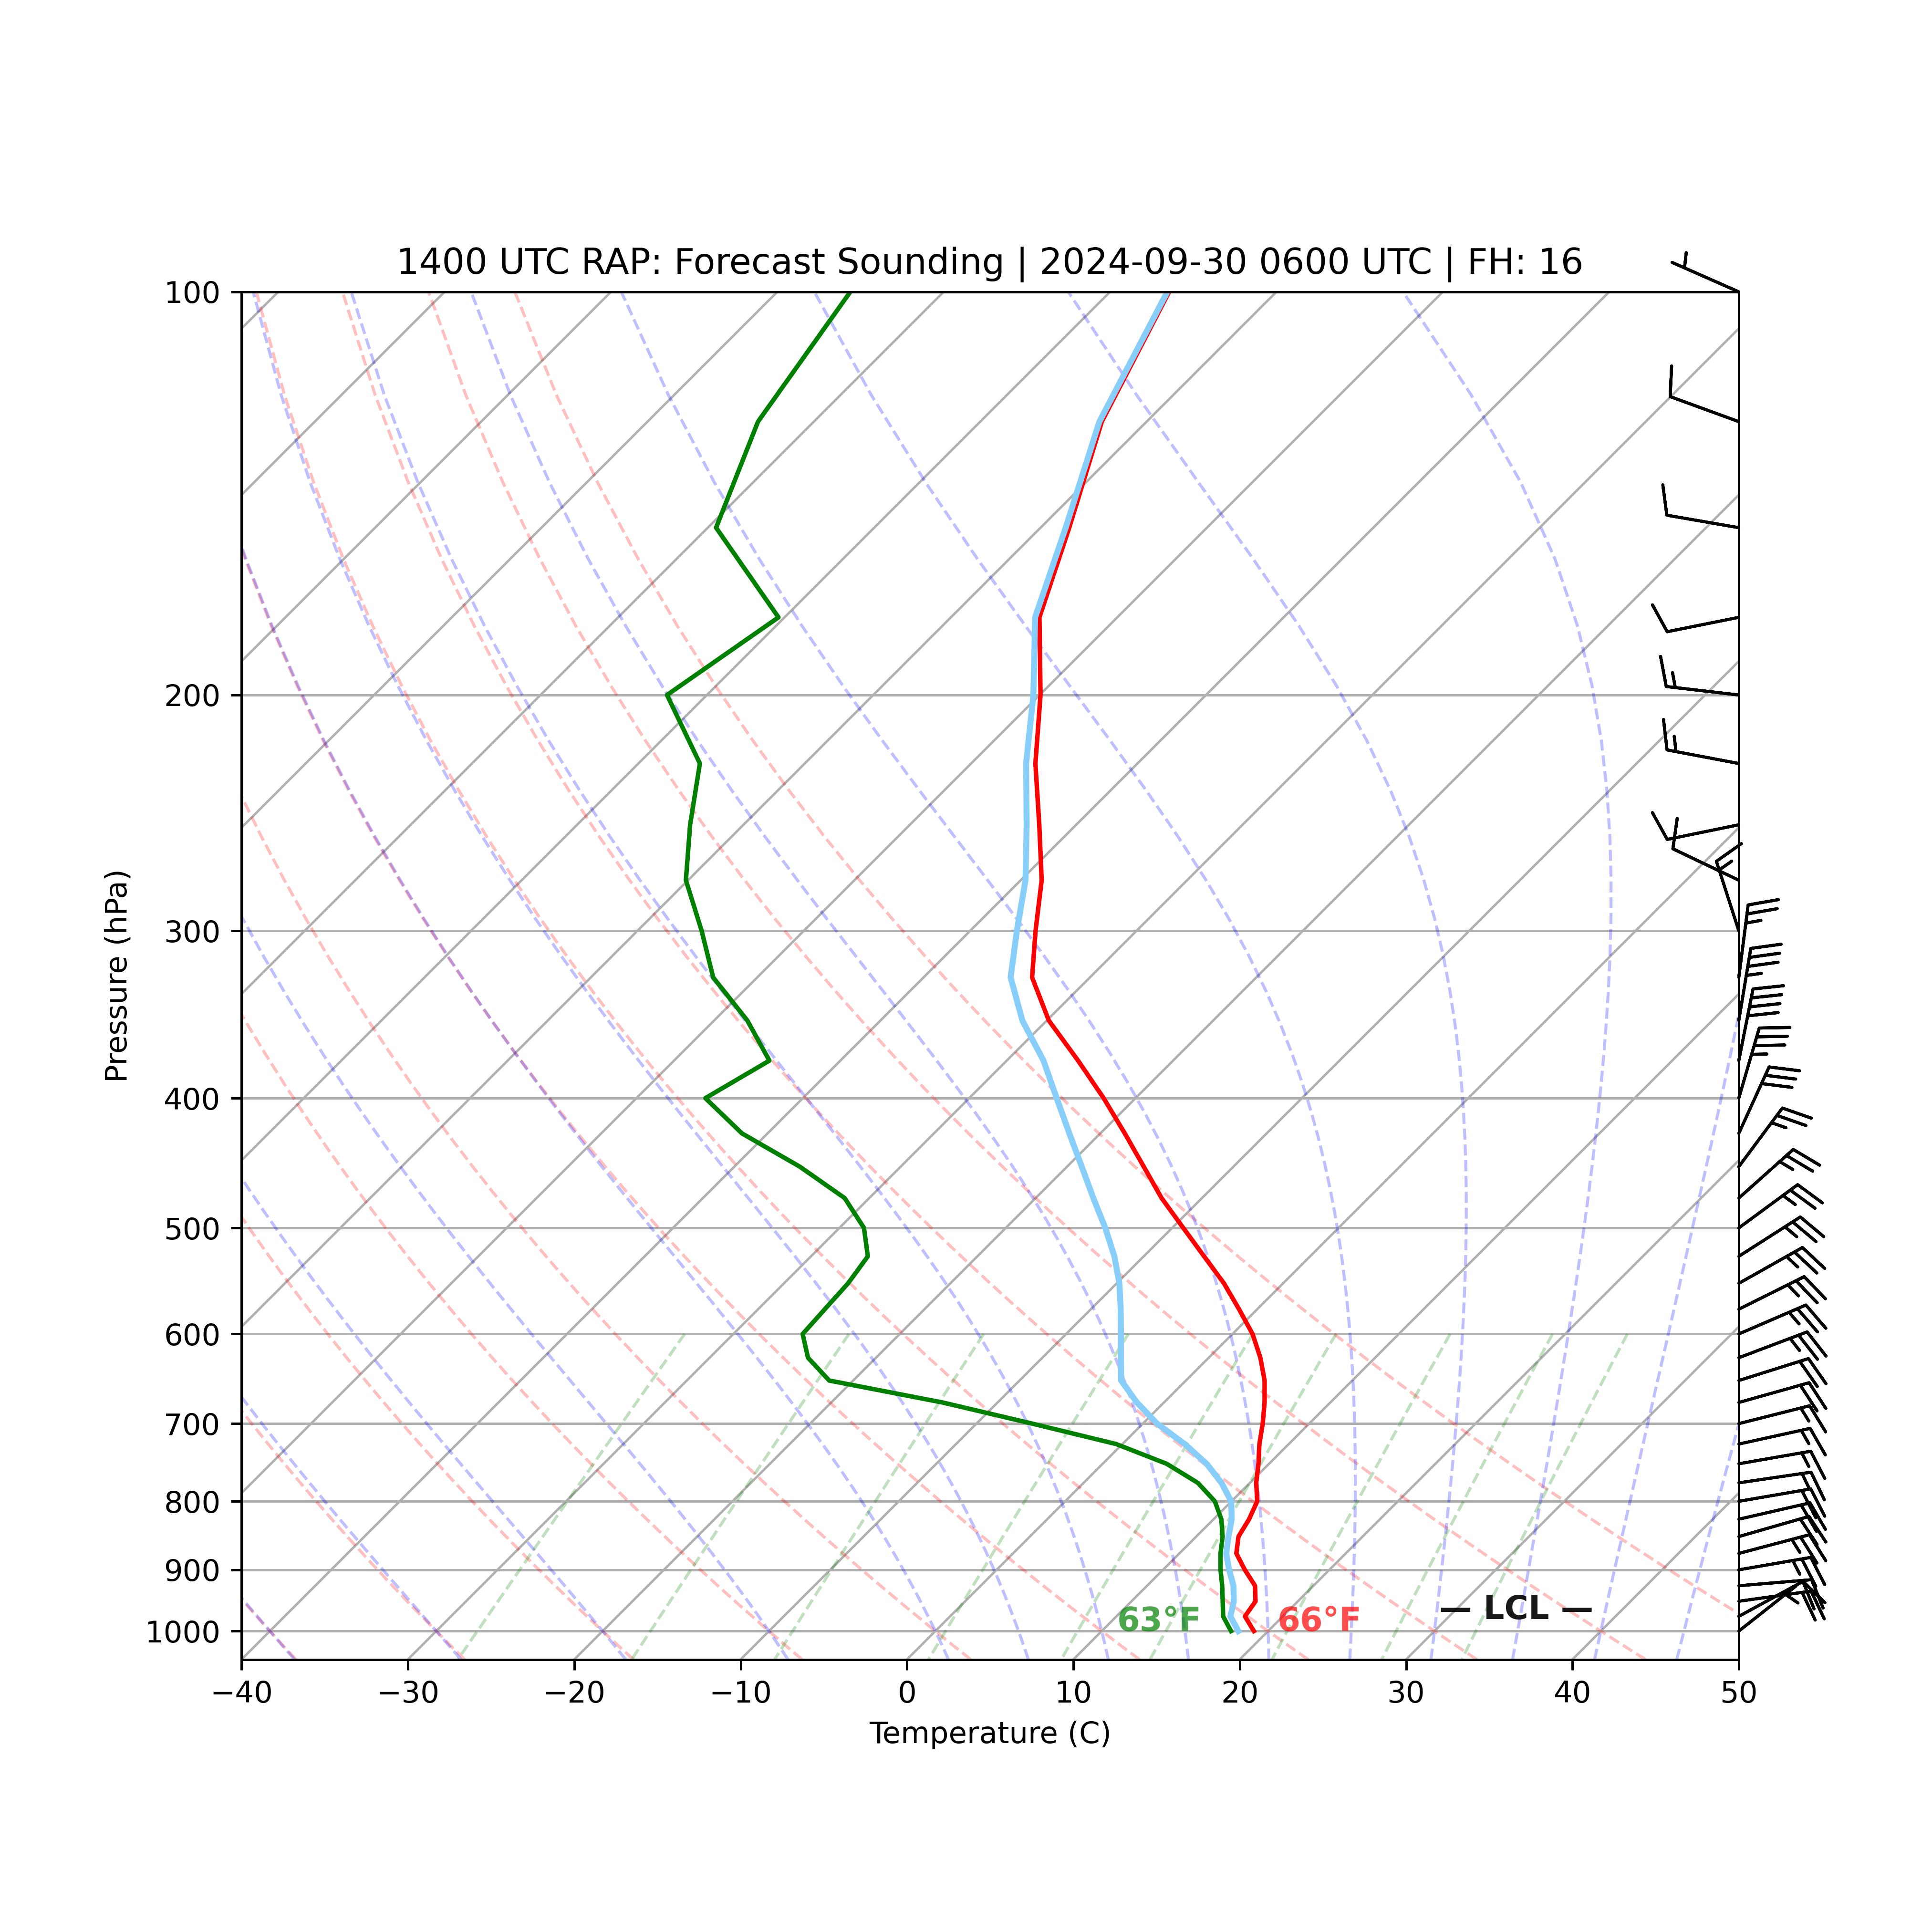 1400 UTC RAP: Forecast Sounding | 2024-09-30 0600 UTC | FH: 16
100
200
300
400
500
600
700
800
900
1000
Pressure (hPa)
63°F
66°F
— LCL —
−40 −30 −20 −10 0 10 20 30 40 50
Temperature (C)